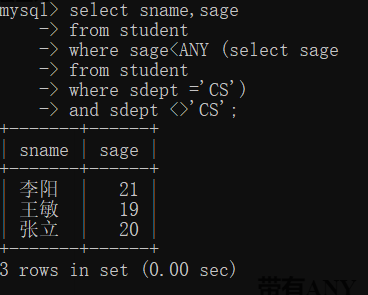 mysql> select sname,sage
-> from student
-> where sage<ANY (select sage
-> from student
-> where sdept ='CS')
-> and sdept <>'CS';
+-------+------+
| sname | sage |
+-------+------+
| 李阳 | 21 |
| 王敏 | 19 |
| 张立 | 20 |
+-------+------+
3 rows in set (0.00 sec)
带有ANY